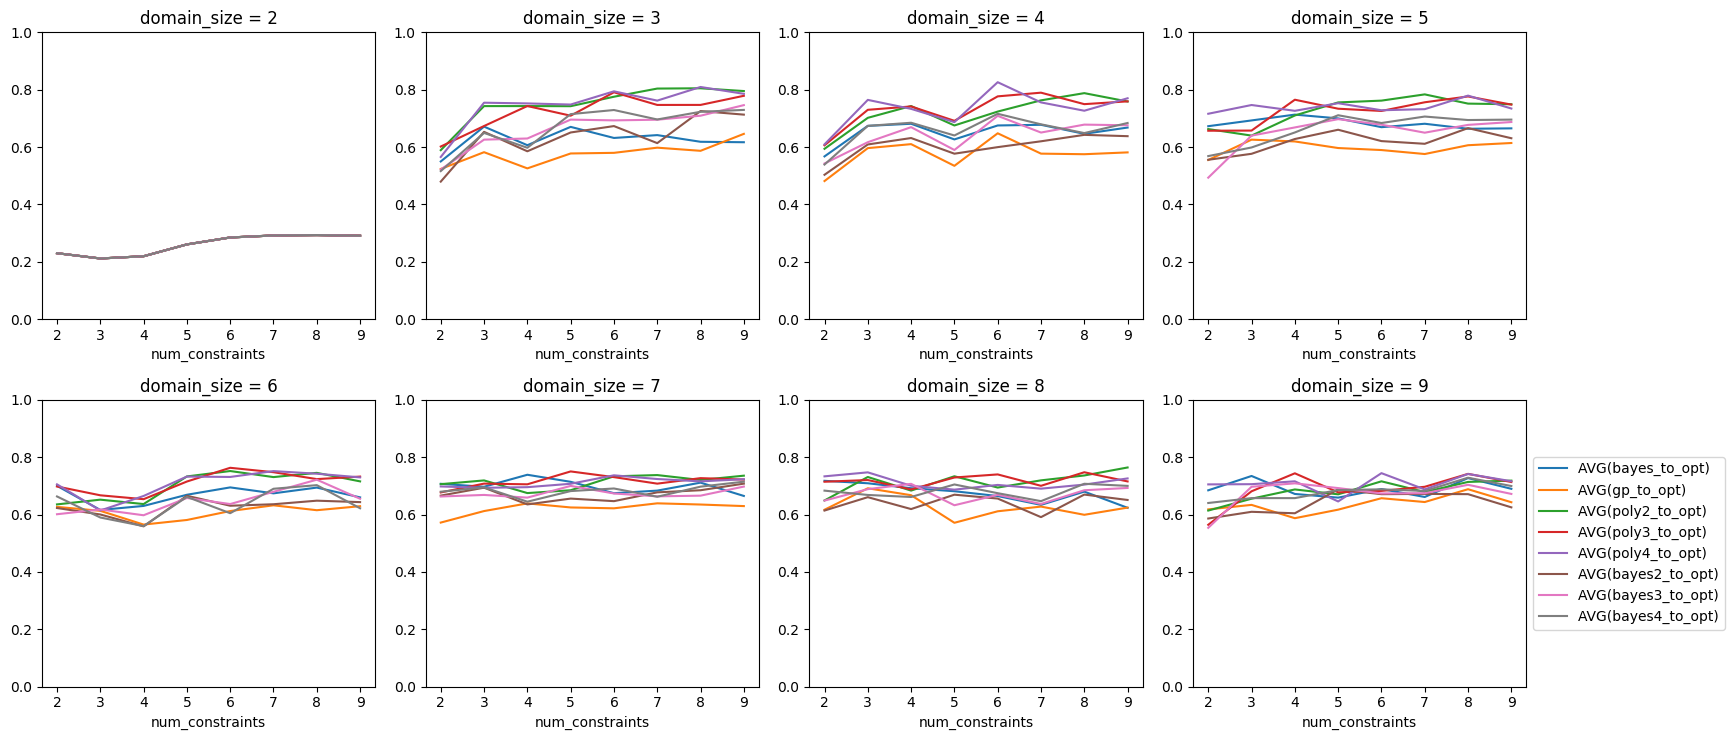 domain_size = 2
domain_size = 3
domain_size = 4
domain_size = 5
1.0
0.8
0.6
0.4
0.2
0.0
2 3 4 5 6 7 8 9
num_constraints
1.0
0.8
0.6
0.4
0.2
0.0
2 3 4 5 6 7 8 9
num_constraints
1.0
0.8
0.6
0.4
0.2
0.0
2 3 4 5 6 7 8 9
num_constraints
1.0
0.8
0.6
0.4
0.2
0.0
2 3 4 5 6 7 8 9
num_constraints
domain_size = 6
domain_size = 7
domain_size = 8
domain_size = 9
1.0
0.8
0.6
0.4
0.2
0.0
2 3 4 5 6 7 8 9
num_constraints
1.0
0.8
0.6
0.4
0.2
0.0
2 3 4 5 6 7 8 9
num_constraints
1.0
0.8
0.6
0.4
0.2
0.0
2 3 4 5 6 7 8 9
num_constraints
1.0
0.8
0.6
0.4
0.2
0.0
2 3 4 5 6 7 8 9
num_constraints
AVG(bayes_to_opt)
AVG(gp_to_opt)
AVG(poly2_to_opt)
AVG(poly3_to_opt)
AVG(poly4_to_opt)
AVG(bayes2_to_opt)
AVG(bayes3_to_opt)
AVG(bayes4_to_opt)